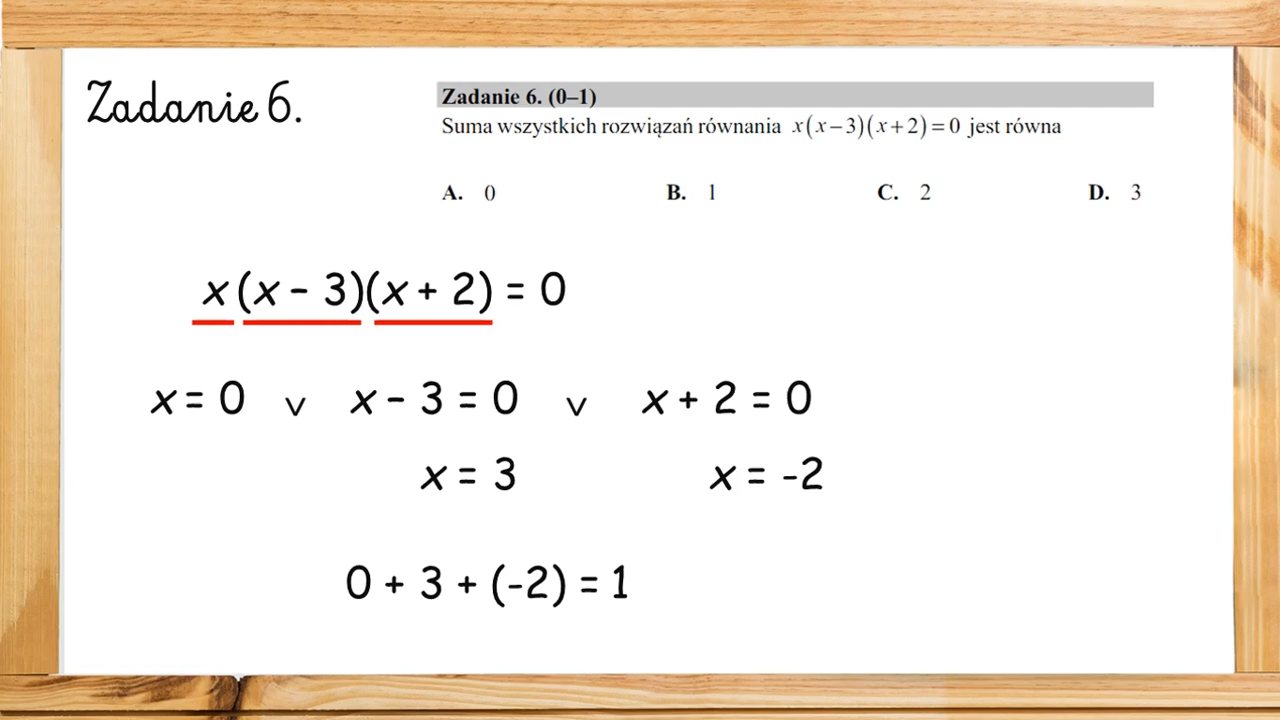 Zadanie 6.
Zadanie 6. (0–1)
Suma wszystkich rozwiązań równania x(x−3)(x+2)=0 jest równa
A. 0 B. 1 C. 2 D. 3
x(x - 3)(x + 2) = 0
x = 0 v x - 3 = 0 v x + 2 = 0
x = 3 x = -2
0 + 3 + (-2) = 1